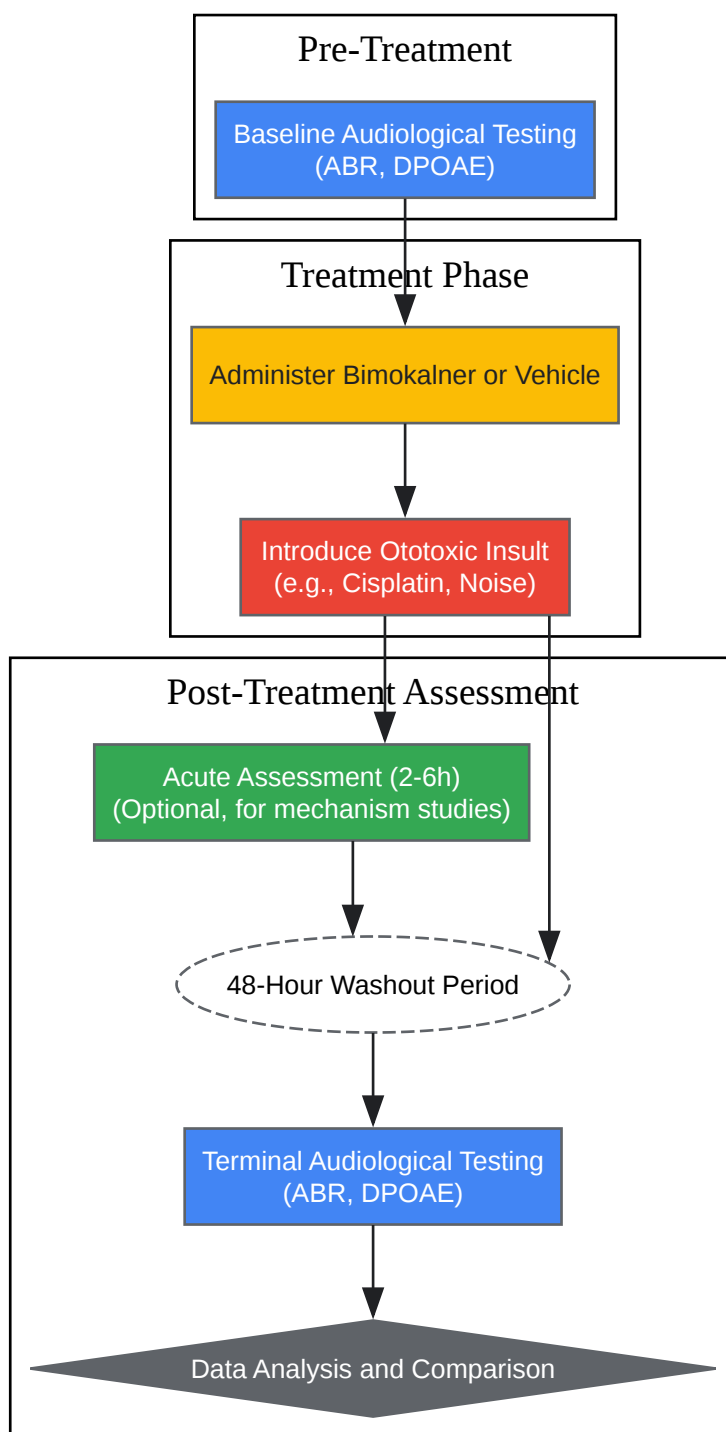 Pre-Treatment
Baseline Audiological Testing
(ABR, DPOAE)
Treatment Phase
Administer Bimokalner or Vehicle
Introduce Ototoxic Insult
(e.g., Cisplatin, Noise)
Post-Treatment Assessment
Acute Assessment (2-6h)
(Optional, for mechanism studies)
48-Hour Washout Period
Terminal Audiological Testing
(ABR, DPOAE)
Data Analysis and Comparison